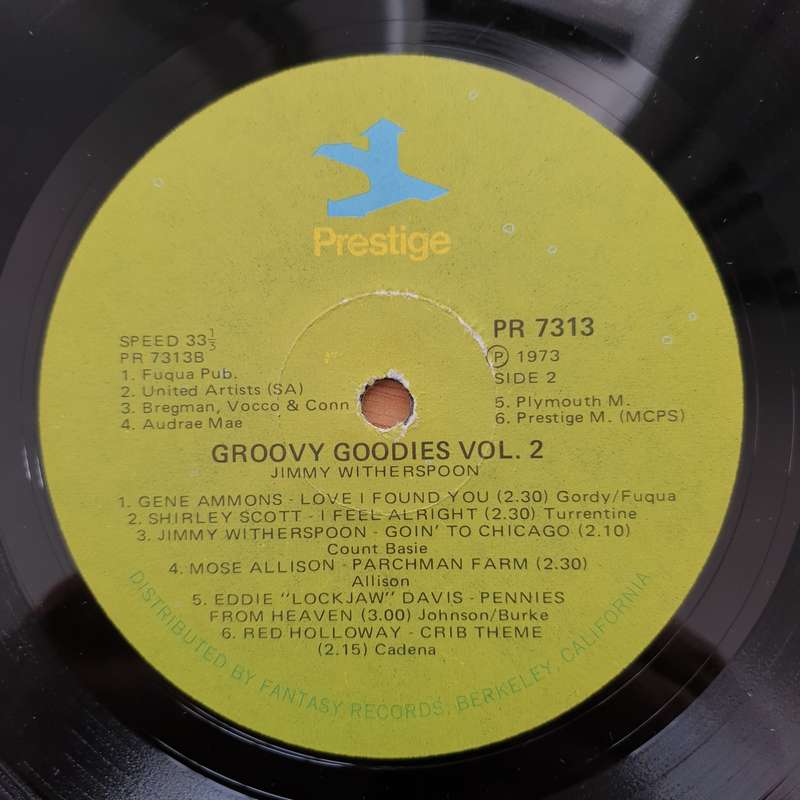 Prestige
SPEED 33 1/3
PR 7313B
1. Fuqua Pub.
2. United Artists (SA)
3. Bregman, Vocco & Conn
4. Audrae Mae
PR 7313
Ⓟ 1973
SIDE 2
5. Plymouth M.
6. Prestige M. (MCPS)
GROOVY GOODIES VOL. 2
JIMMY WITHERSPOON
1. GENE AMMONS - LOVE I FOUND YOU (2.30) Gordy/Fuqua
2. SHIRLEY SCOTT - I FEEL ALRIGHT (2.30) Turrentine
3. JIMMY WITHERSPOON - GOIN' TO CHICAGO (2.10)
Count Basie
4. MOSE ALLISON - PARCHMAN FARM (2.30)
Allison
5. EDDIE "LOCKJAW" DAVIS - PENNIES
FROM HEAVEN (3.00) Johnson/Burke
6. RED HOLLOWAY - CRIB THEME
(2.15) Cadena
DISTRIBUTED BY FANTASY RECORDS, BERKELEY, CALIFORNIA